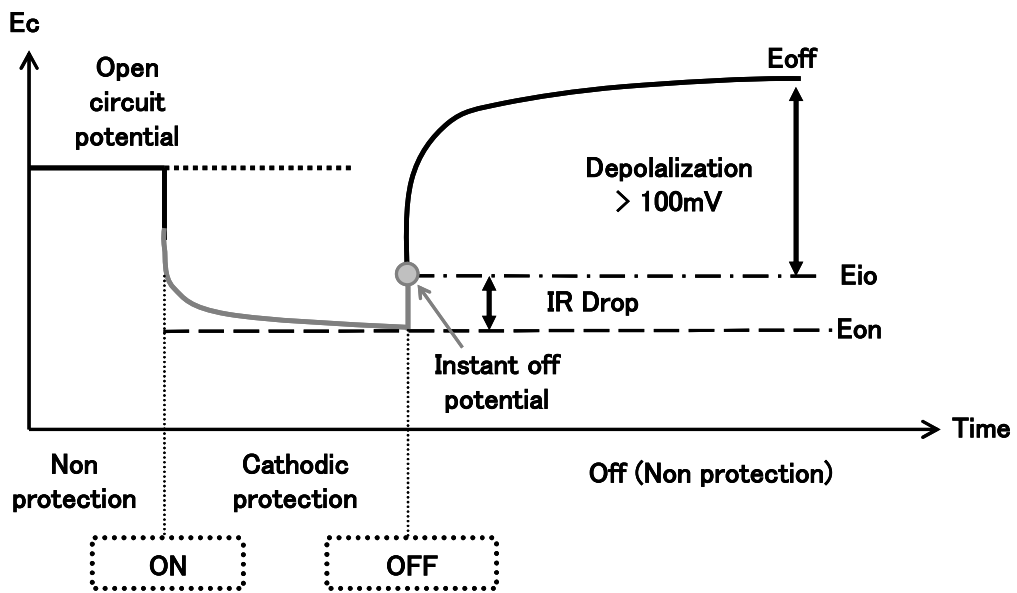 Ec
Open
circuit
potential
Eoff
Depolalization
> 100mV
Eio
IR Drop
Eon
Instant off
potential
Time
Non
protection
Cathodic
protection
Off (Non protection)
ON
OFF